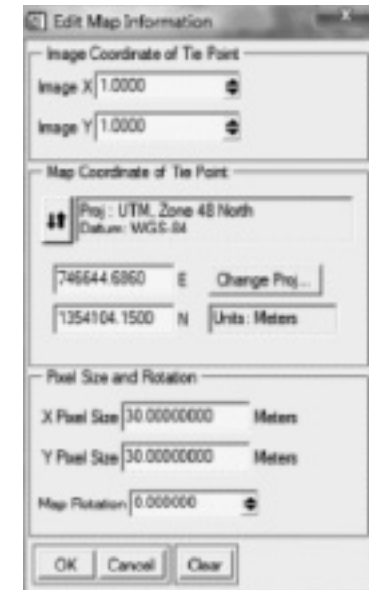 Edit Map Information
Image Coordinate of Tie Point
Image X 1.0000
Image Y 1.0000
Map Coordinate of Tie Point
Proj : UTM, Zone 48 North
Datum: WGS-84
746644.6860 E Change Proj...
1354104.1500 N Units : Meters
Pixel Size and Rotation
X Pixel Size 30.00000000 Meters
Y Pixel Size 30.00000000 Meters
Map Rotation 0.000000
OK Cancel Clear